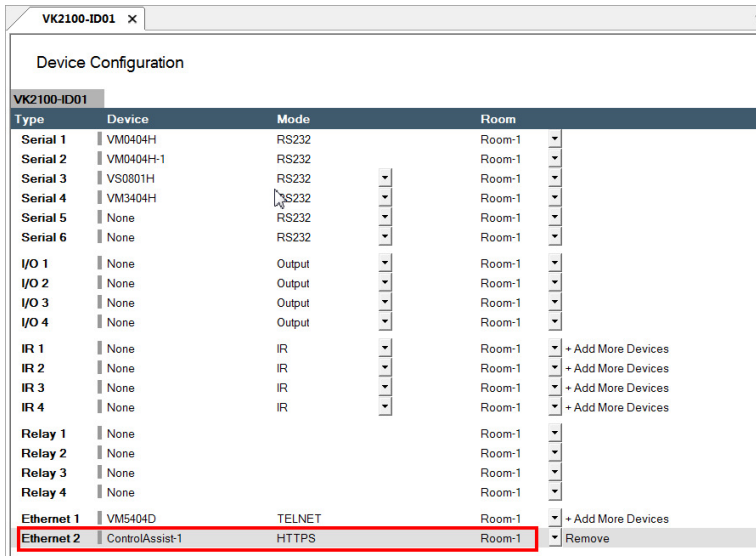 VK2100-ID01 ×
Device Configuration
VK2100-ID01
Type Device Mode Room
Serial 1 VM0404H RS232 Room-1
Serial 2 VM0404H-1 RS232 Room-1
Serial 3 VS0801H RS232 Room-1
Serial 4 VM3404H RS232 Room-1
Serial 5 None RS232 Room-1
Serial 6 None RS232 Room-1
I/O 1 None Output Room-1
I/O 2 None Output Room-1
I/O 3 None Output Room-1
I/O 4 None Output Room-1
IR 1 None IR Room-1 + Add More Devices
IR 2 None IR Room-1 + Add More Devices
IR 3 None IR Room-1 + Add More Devices
IR 4 None IR Room-1 + Add More Devices
Relay 1 None Room-1
Relay 2 None Room-1
Relay 3 None Room-1
Relay 4 None Room-1
Ethernet 1 VM5404D TELNET Room-1 + Add More Devices
Ethernet 2 ControlAssist-1 HTTPS Room-1 Remove